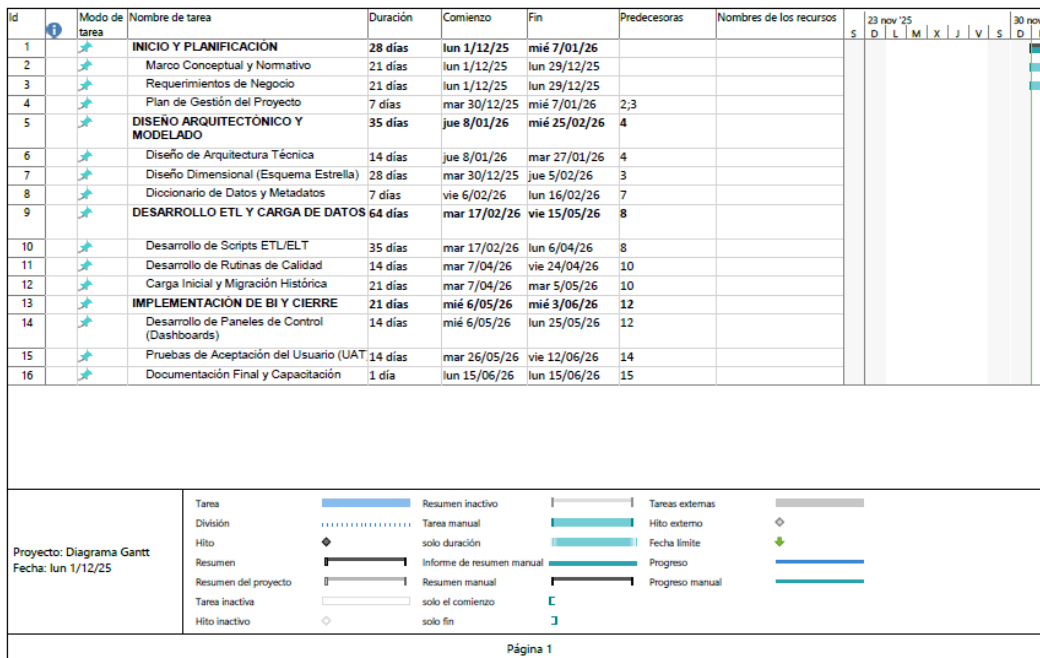 Id Modo de tarea Nombre de tarea Duración Comienzo Fin Predecesoras Nombres de los recursos 23 nov '25 30 nov
S D L M X J V S D
1 INICIO Y PLANIFICACIÓN 28 días lun 1/12/25 mié 7/01/26
2 Marco Conceptual y Normativo 21 días lun 1/12/25 lun 29/12/25
3 Requerimientos de Negocio 21 días lun 1/12/25 lun 29/12/25
4 Plan de Gestión del Proyecto 7 días mar 30/12/25 mié 7/01/26 2;3
5 DISEÑO ARQUITECTÓNICO Y MODELADO 35 días jue 8/01/26 mié 25/02/26 4
6 Diseño de Arquitectura Técnica 14 días jue 8/01/26 mar 27/01/26 4
7 Diseño Dimensional (Esquema Estrella) 28 días mar 30/12/25 jue 5/02/26 3
8 Diccionario de Datos y Metadatos 7 días vie 6/02/26 lun 16/02/26 7
9 DESARROLLO ETL Y CARGA DE DATOS 64 días mar 17/02/26 vie 15/05/26 8
10 Desarrollo de Scripts ETL/ELT 35 días mar 17/02/26 lun 6/04/26 8
11 Desarrollo de Rutinas de Calidad 14 días mar 7/04/26 vie 24/04/26 10
12 Carga Inicial y Migración Histórica 21 días mar 7/04/26 mar 5/05/26 10
13 IMPLEMENTACIÓN DE BI Y CIERRE 21 días mié 6/05/26 mié 3/06/26 12
14 Desarrollo de Paneles de Control (Dashboards) 14 días mié 6/05/26 lun 25/05/26 12
15 Pruebas de Aceptación del Usuario (UAT 14 días mar 26/05/26 vie 12/06/26 14
16 Documentación Final y Capacitación 1 día lun 15/06/26 lun 15/06/26 15
Proyecto: Diagrama Gantt
Fecha: lun 1/12/25
Tarea Resumen inactivo Tareas externas
División Tarea manual Hito externo
Hito solo duración Fecha límite
Resumen Informe de resumen manual Progreso
Resumen del proyecto Resumen manual Progreso manual
Tarea inactiva solo el comienzo
Hito inactivo solo fin
Página 1